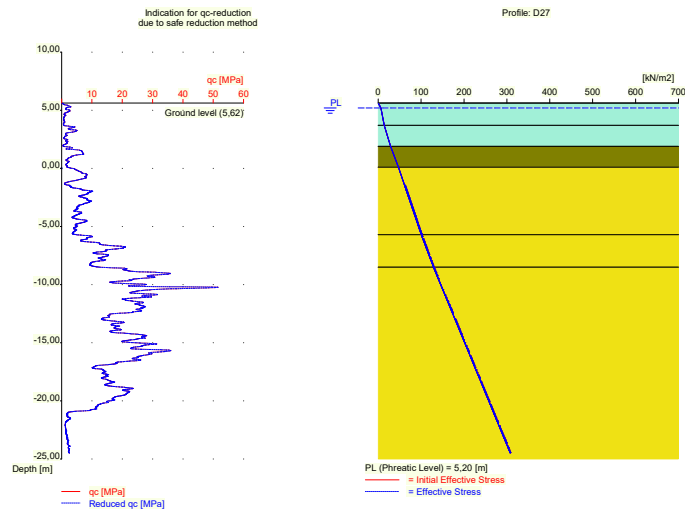 Indication for qc-reduction
due to safe reduction method
10,00
qc [MPa]
10 20 30 40 50 60
5,00
Ground level (5,62)
0,00
-5,00
-10,00
-15,00
-20,00
-25,00
Depth [m]
qc [MPa]
Reduced qc [MPa]
Profile: D27
[kN/m2]
PL
0 100 200 300 400 500 600 700
PL (Phreatic Level) = 5,20 [m]
= Initial Effective Stress
= Effective Stress